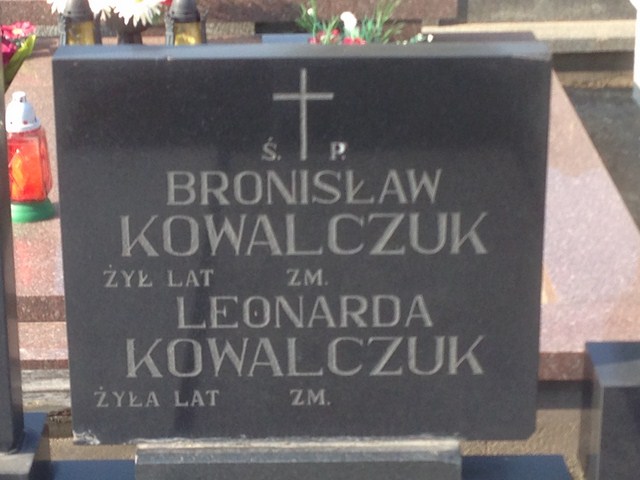 Ś. P.
BRONISŁAW
KOWALCZUK
ŻYŁ LAT ZM.
LEONARDA
KOWALCZUK
ŻYŁA LAT ZM.